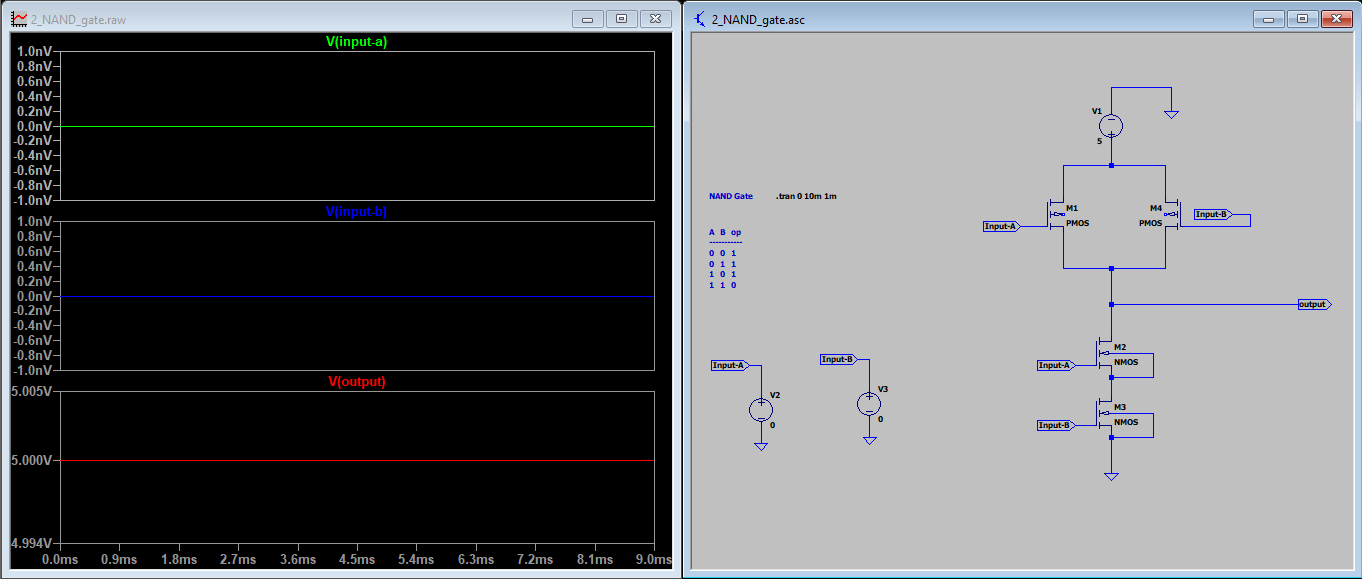 2_NAND_gate.raw
V(input-a)
1.0nV
0.8nV
0.6nV
0.4nV
0.2nV
0.0nV
-0.2nV
-0.4nV
-0.6nV
-0.8nV
-1.0nV
V(input-b)
1.0nV
0.8nV
0.6nV
0.4nV
0.2nV
0.0nV
-0.2nV
-0.4nV
-0.6nV
-0.8nV
-1.0nV
V(output)
5.005V
5.000V
4.994V
0.0ms 0.9ms 1.8ms 2.7ms 3.6ms 4.5ms 5.4ms 6.3ms 7.2ms 8.1ms 9.0ms
2_NAND_gate.asc
V1
5
NAND Gate .tran 0 10m 1m
M1
PMOS
M4
PMOS
Input-A
Input-B
A B op
-----------
0 0 1
0 1 1
1 0 1
1 1 0
output
M2
NMOS
Input-A
M3
NMOS
Input-B
Input-A
V2
0
Input-B
V3
0